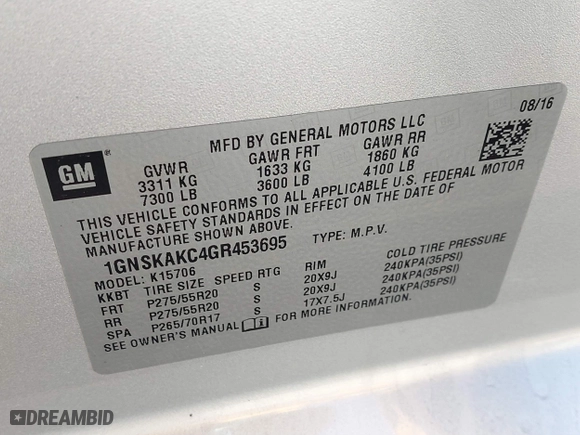 08/16
MFD BY GENERAL MOTORS LLC
GM ®
GVWR GAWR FRT GAWR RR
3311 KG 1633 KG 1860 KG
7300 LB 3600 LB 4100 LB
THIS VEHICLE CONFORMS TO ALL APPLICABLE U.S. FEDERAL MOTOR
VEHICLE SAFETY STANDARDS IN EFFECT ON THE DATE OF
MANUFACTURE SHOWN ABOVE.
1GNSKAKC4GR453695 TYPE: M.P.V.
MODEL: K15706
KKBT TIRE SIZE SPEED RTG RIM COLD TIRE PRESSURE
FRT P275/55R20 S 20X9J 240KPA(35PSI)
RR P275/55R20 S 20X9J 240KPA(35PSI)
SPA P265/70R17 S 17X7.5J 240KPA(35PSI)
SEE OWNER'S MANUAL FOR MORE INFORMATION.
DREAMBID